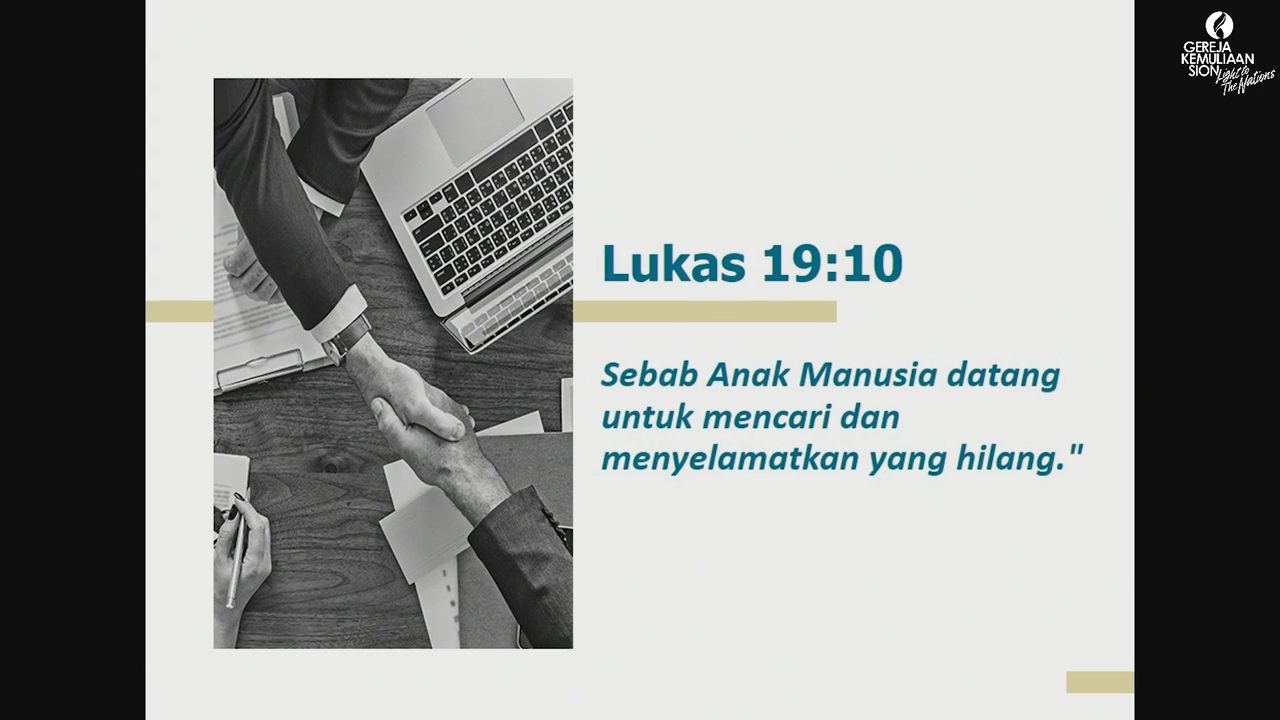 GEREJA
KEMULIAAN
SION
Light to
The Nations
Lukas 19:10
Sebab Anak Manusia datang
untuk mencari dan
menyelamatkan yang hilang."